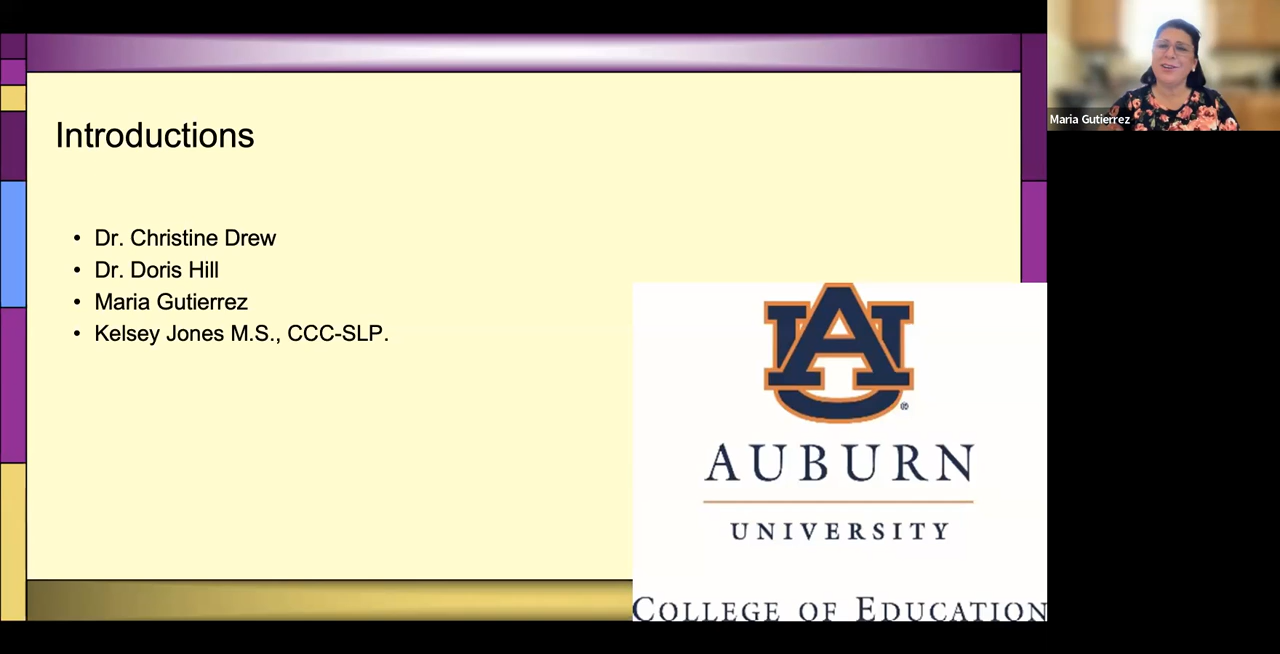 Introductions
• Dr. Christine Drew
• Dr. Doris Hill
• Maria Gutierrez
• Kelsey Jones M.S., CCC-SLP.
Maria Gutierrez
AU
®
AUBURN
UNIVERSITY
COLLEGE OF EDUCATION